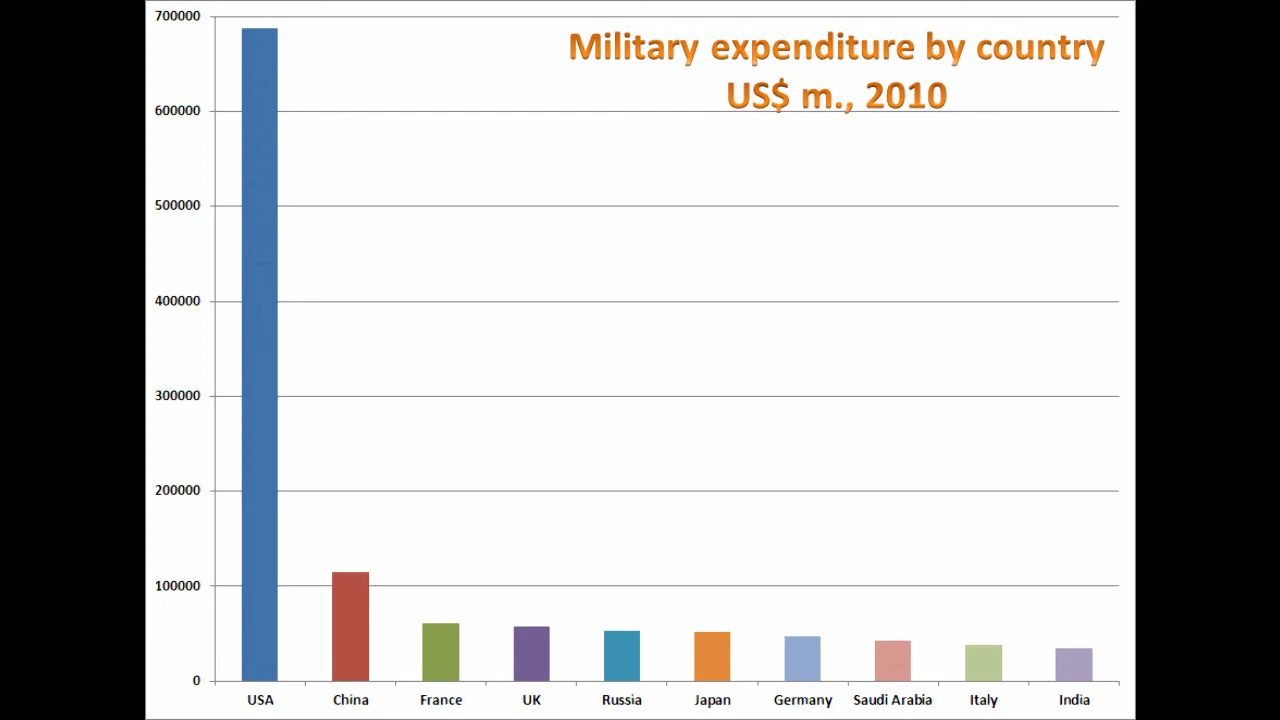 Military expenditure by country
US$ m., 2010
700000
600000
500000
400000
300000
200000
100000
0
USA China France UK Russia Japan Germany Saudi Arabia Italy India